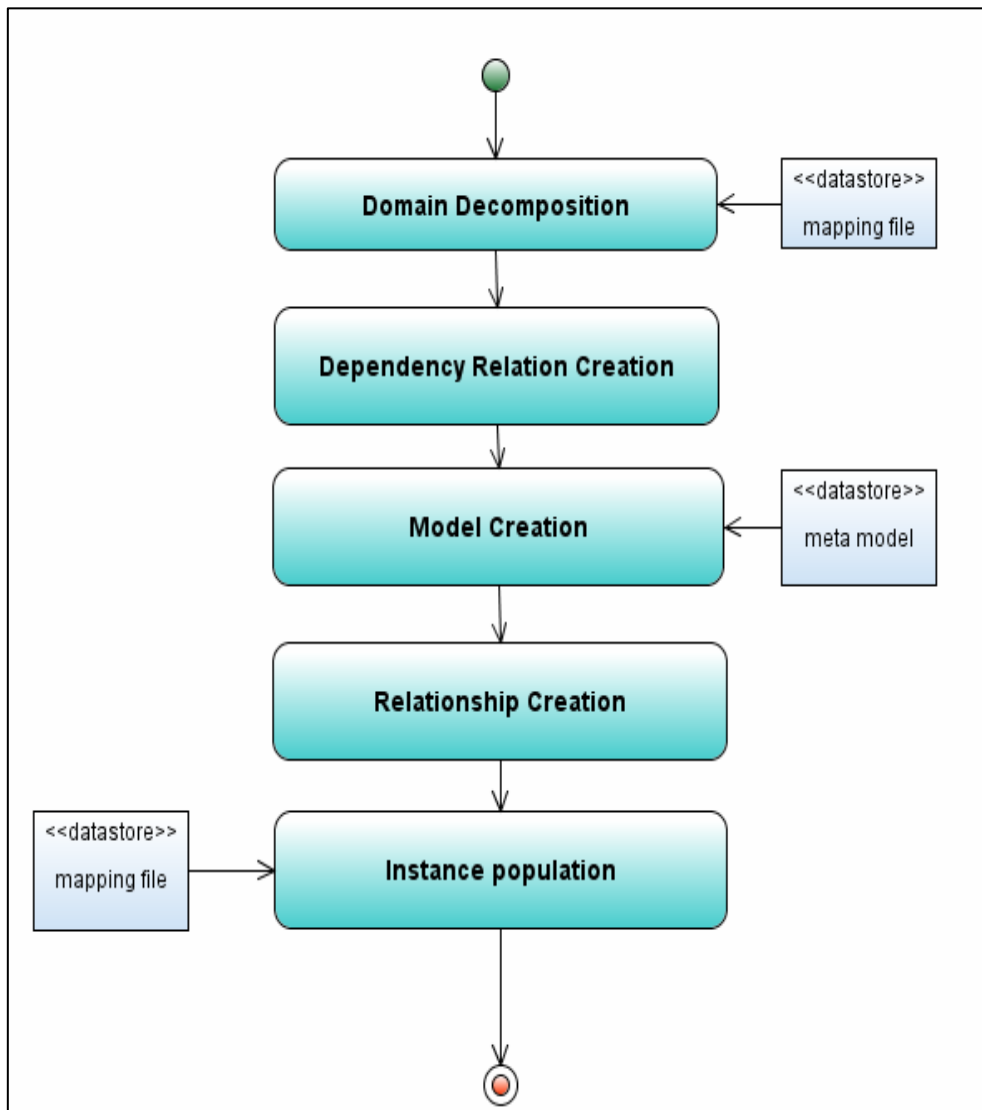 Domain Decomposition
<<datastore>>
mapping file
Dependency Relation Creation
Model Creation
<<datastore>>
meta model
Relationship Creation
<<datastore>>
mapping file
Instance population